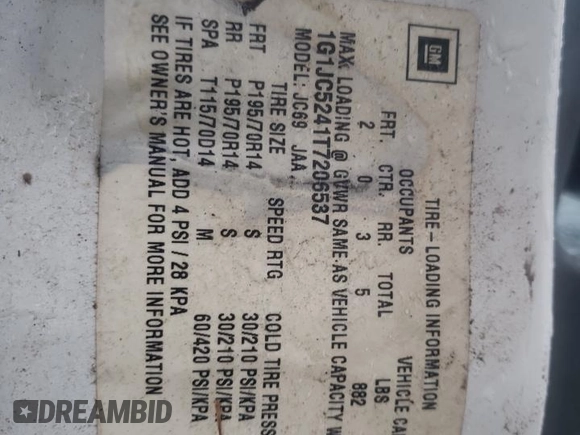 GM
TIRE-LOADING INFORMATION
OCCUPANTS VEHICLE CA
FRT. CTR. RR. TOTAL LBS
2 0 3 5 882
MAX. LOADING @ GVWR SAME AS VEHICLE CAPACITY W
1G1JC5241T7206537
MODEL: JC69 JAA
TIRE SIZE SPEED RTG COLD TIRE PRESS
FRT P195/70R14 S 30/210 PSI/KPA
RR P195/70R14 S 30/210 PSI/KPA
SPA T115/70D14 M 60/420 PSI/KPA
IF TIRES ARE HOT, ADD 4 PSI / 28 KPA
SEE OWNER'S MANUAL FOR MORE INFORMATION
DREAMBID